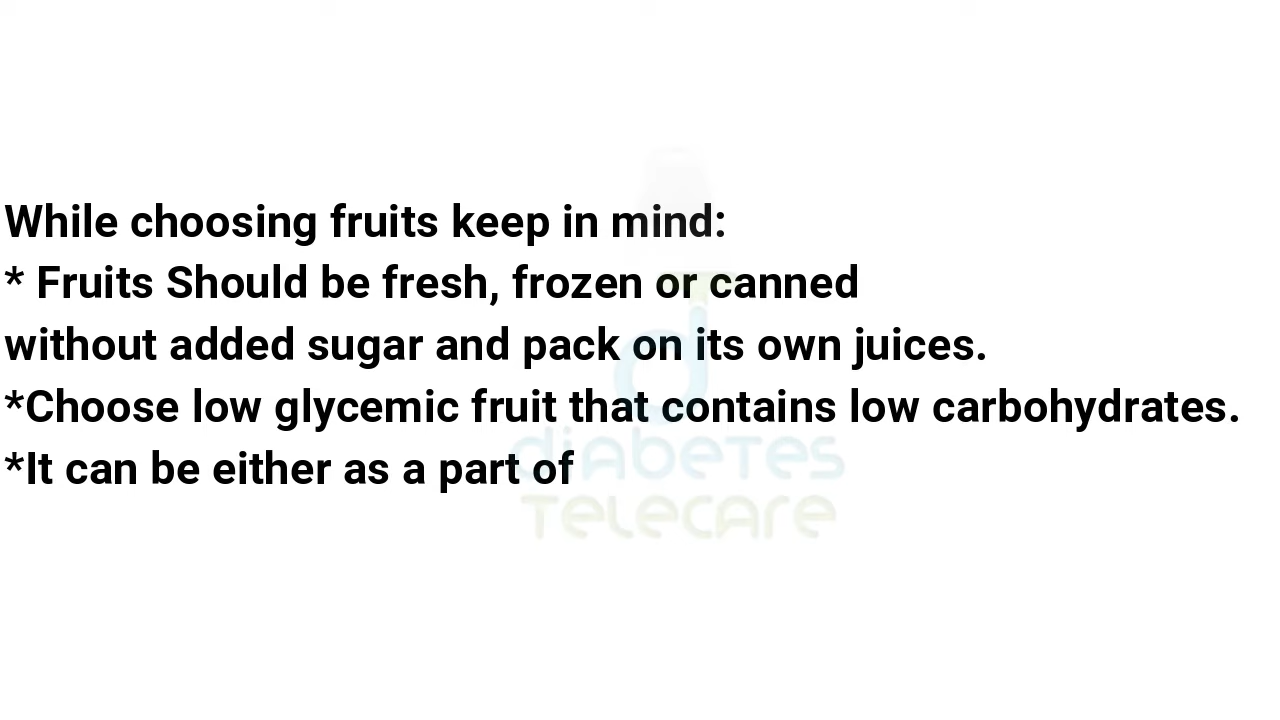 While choosing fruits keep in mind:
* Fruits Should be fresh, frozen or canned
without added sugar and pack on its own juices.
*Choose low glycemic fruit that contains low carbohydrates.
*It can be either as a part of
diabetes
Telecare